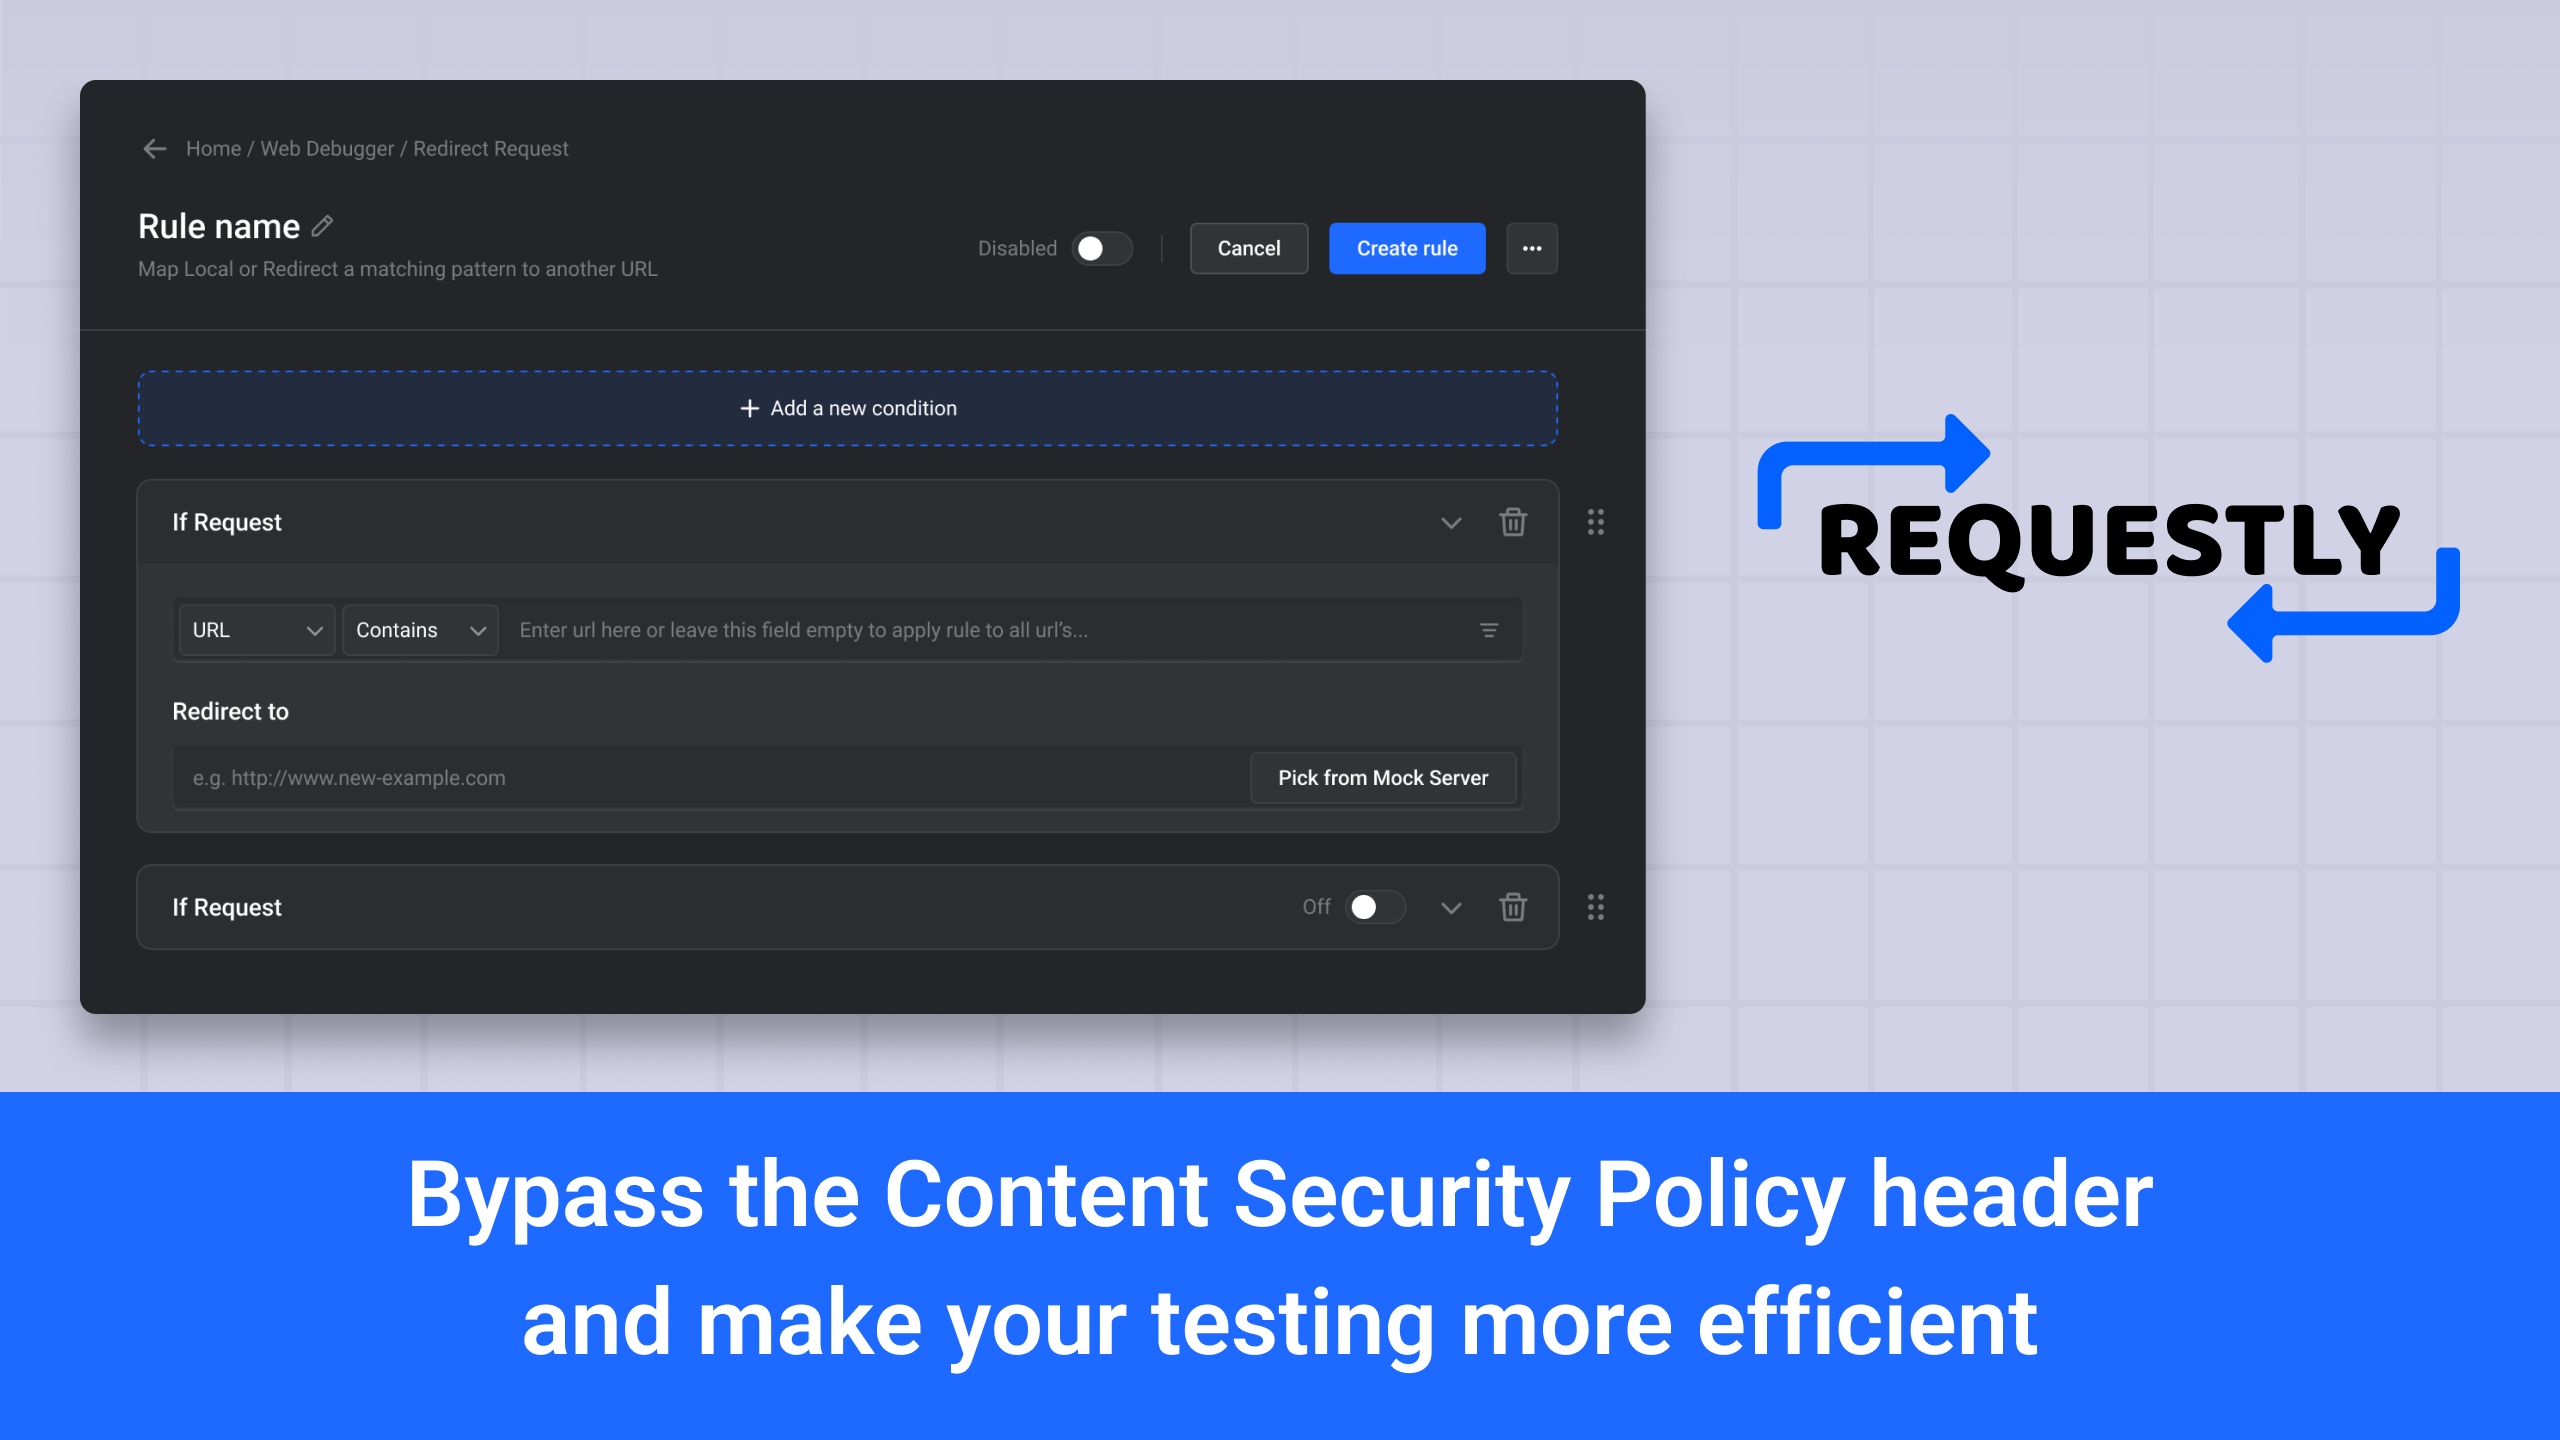 Home / Web Debugger / Redirect Request
Rule name
Map Local or Redirect a matching pattern to another URL
Disabled
Cancel
Create rule
Add a new condition
If Request
URL
Contains
Enter url here or leave this field empty to apply rule to all url’s...
Redirect to
e.g. http://www.new-example.com
Pick from Mock Server
If Request
Off
REQUESTLY
Bypass the Content Security Policy header
and make your testing more efficient